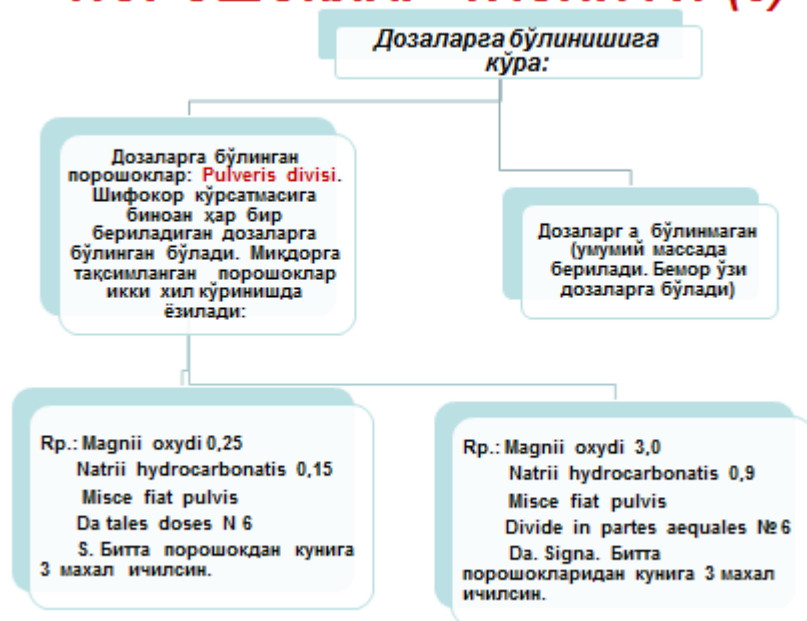 Дозаларга бўлинишига
кўра:
Дозаларга бўлинган
порошоклар: Pulveris divisi.
Шифокор кўрсатмасига
биноан ҳар бир
бериладиган дозаларга
бўлинган бўлади. Миқдорга
тақсимланган порошоклар
икки хил кўринишда
ёзилади:
Дозаларг а бўлинмаган
(умумий массада
берилади. Бемор ўзи
дозаларга бўлади)
Rp.: Magnii oxydi 0,25
Natrii hydrocarbonatis 0,15
Misce fiat pulvis
Da tales doses N 6
S. Битта порошокдан кунига
3 махал ичилсин.
Rp.: Magnii oxydi 3,0
Natrii hydrocarbonatis 0,9
Misce fiat pulvis
Divide in partes aequales № 6
Da. Signa. Битта
порошокларидан кунига 3 махал
ичилсин.